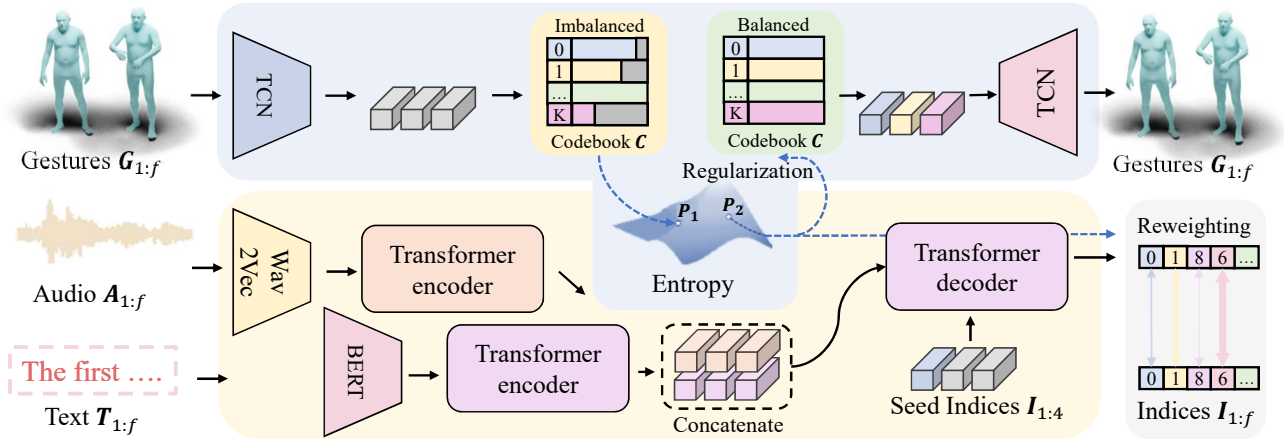 Imbalanced
0
1
...
K
Codebook C
Balanced
0
1
...
K
Codebook C
TCN
TCN
Gestures G1:f
Gestures G1:f
Regularization
P1
P2
Entropy
Audio A1:f
Wav
2Vec
Transformer
encoder
Transformer
decoder
Reweighting
0 1 8 6 ...
The first ....
Text T1:f
BERT
Transformer
encoder
Concatenate
Seed Indices I1:4
0 1 8 6 ...
Indices I1:f